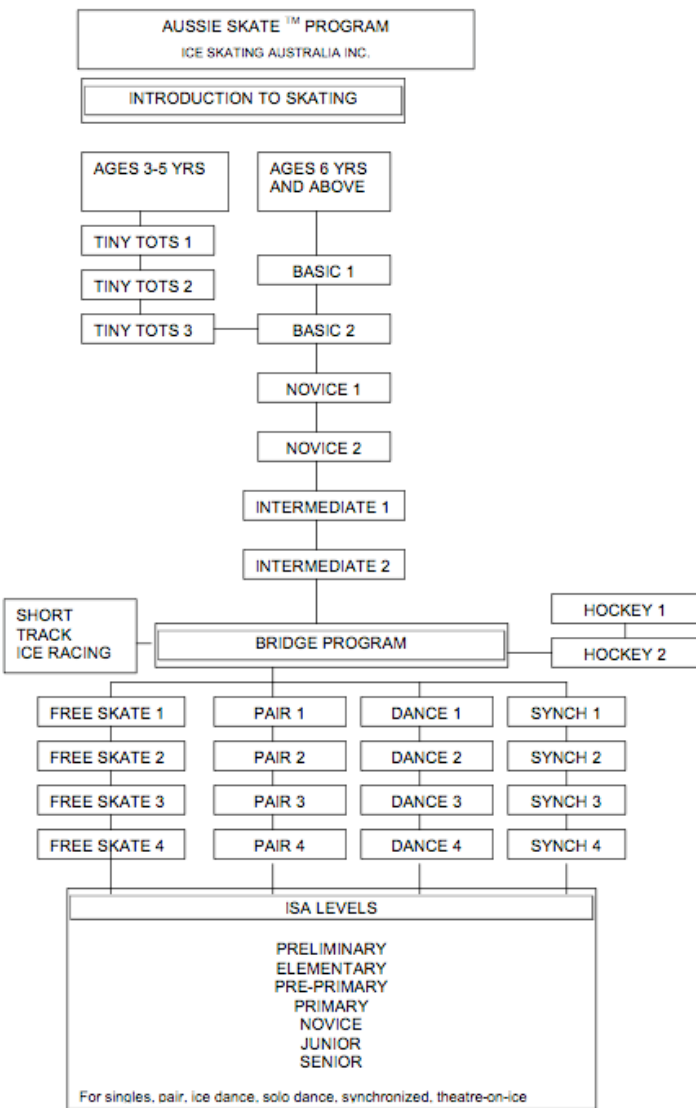 AUSSIE SKATE ™ PROGRAM
ICE SKATING AUSTRALIA INC.
INTRODUCTION TO SKATING
AGES 3-5 YRS
AGES 6 YRS
AND ABOVE
TINY TOTS 1
TINY TOTS 2
TINY TOTS 3
BASIC 1
BASIC 2
NOVICE 1
NOVICE 2
INTERMEDIATE 1
INTERMEDIATE 2
SHORT
TRACK
ICE RACING
BRIDGE PROGRAM
HOCKEY 1
HOCKEY 2
FREE SKATE 1
PAIR 1
DANCE 1
SYNCH 1
FREE SKATE 2
PAIR 2
DANCE 2
SYNCH 2
FREE SKATE 3
PAIR 3
DANCE 3
SYNCH 3
FREE SKATE 4
PAIR 4
DANCE 4
SYNCH 4
ISA LEVELS
PRELIMINARY
ELEMENTARY
PRE-PRIMARY
PRIMARY
NOVICE
JUNIOR
SENIOR
For singles, pair, ice dance, solo dance, synchronized, theatre-on-ice